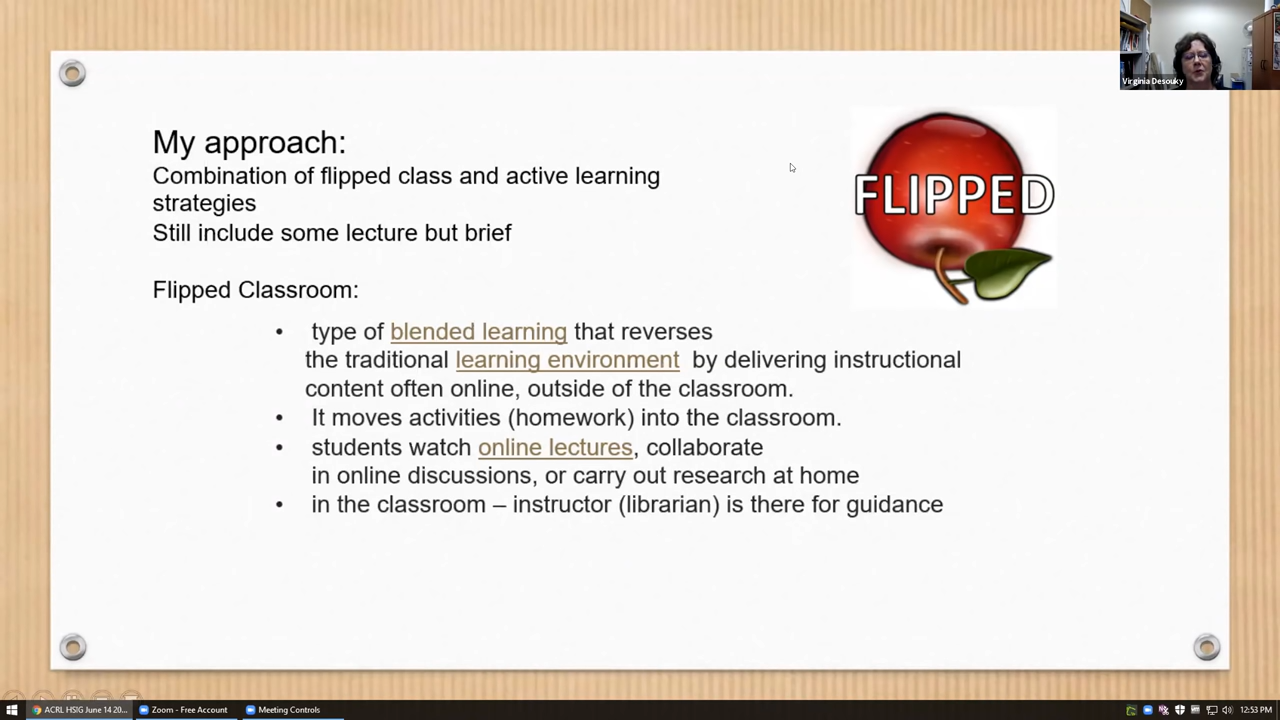 Virginia Desouky
My approach:
Combination of flipped class and active learning
strategies
Still include some lecture but brief
FLIPPED
Flipped Classroom:
• type of blended learning that reverses
the traditional learning environment by delivering instructional
content often online, outside of the classroom.
• It moves activities (homework) into the classroom.
• students watch online lectures, collaborate
in online discussions, or carry out research at home
• in the classroom – instructor (librarian) is there for guidance
ACRL HSIG June 14 20... Zoom - Free Account Meeting Controls 12:53 PM